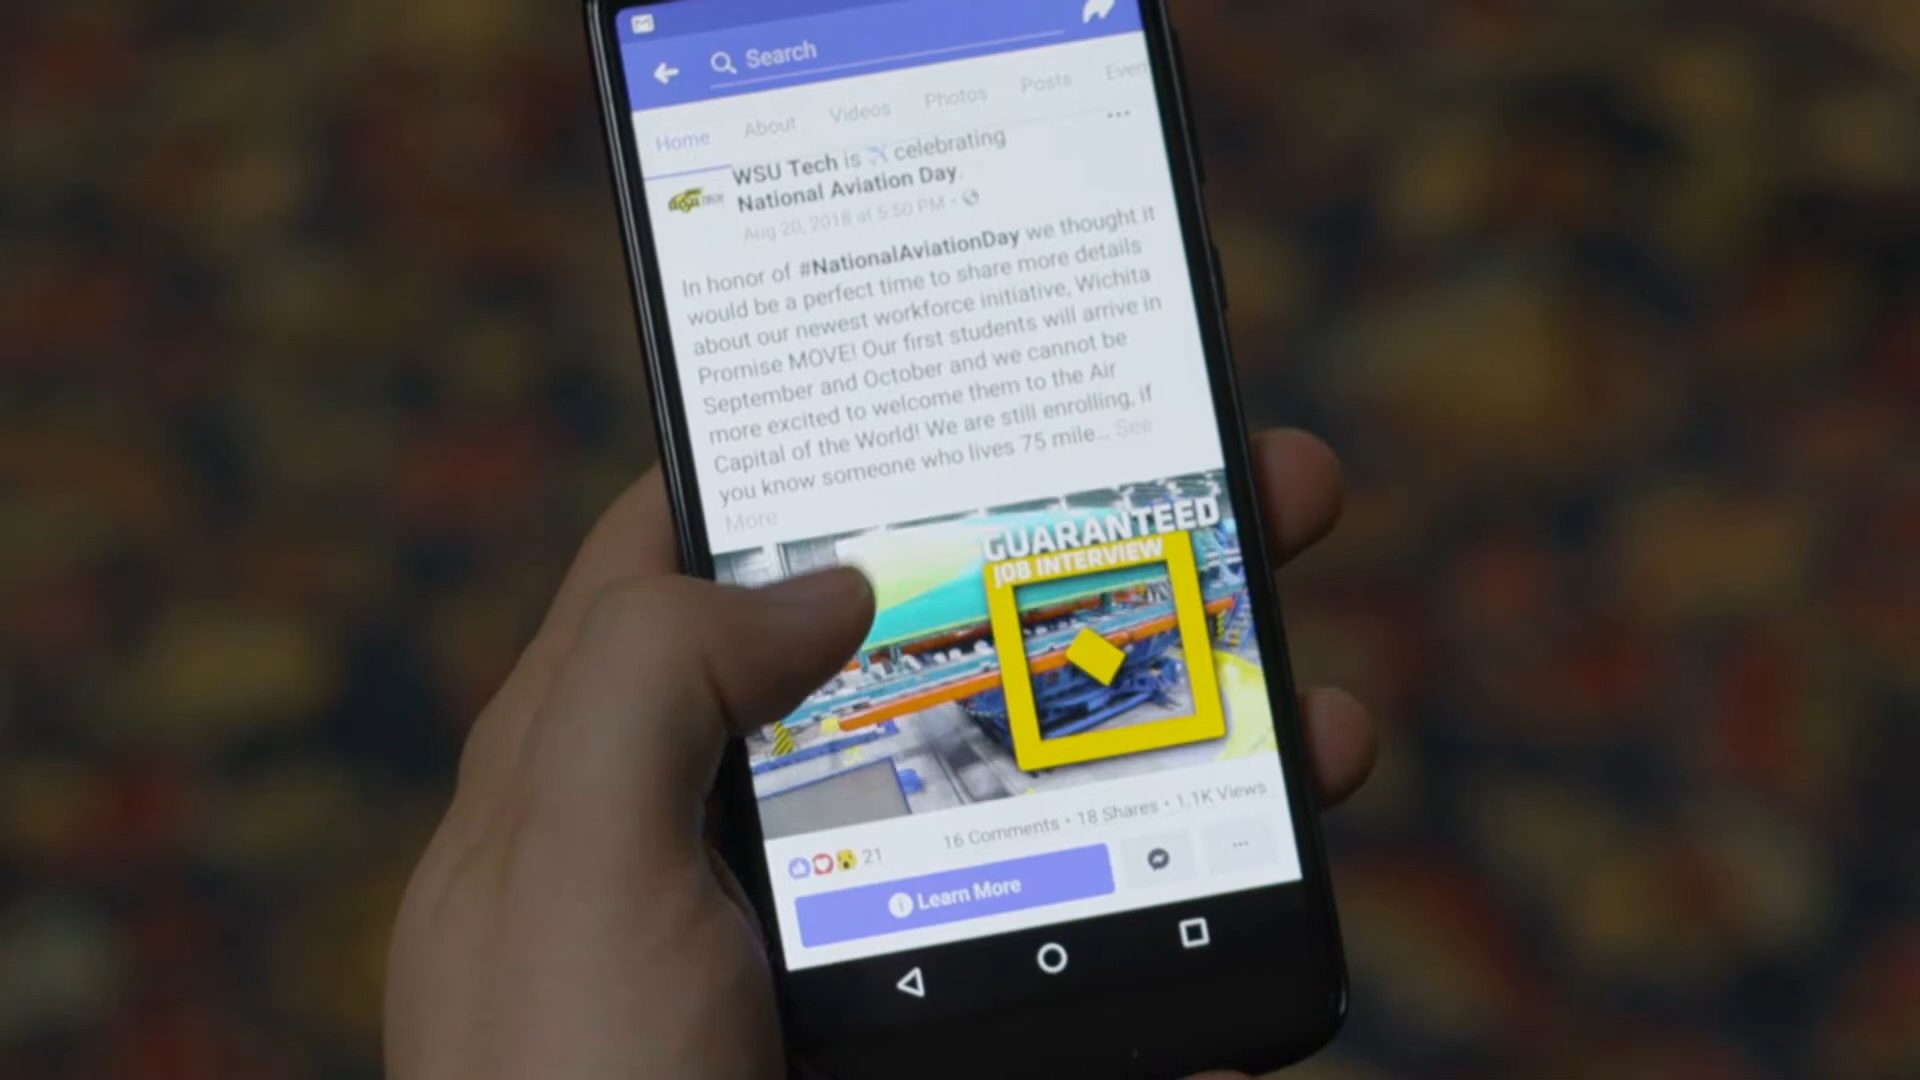 Search
Home About Videos Photos Posts Even
WSU Tech is celebrating
National Aviation Day.
Aug 20, 2018 at 5:50 PM
In honor of #NationalAviationDay we thought it
would be a perfect time to share more details
about our newest workforce initiative, Wichita
Promise MOVE! Our first students will arrive in
September and October and we cannot be
more excited to welcome them to the Air
Capital of the World! We are still enrolling, if
you know someone who lives 75 mile... See
More
GUARANTEED
JOB INTERVIEW
21 16 Comments • 18 Shares • 1.1K Views
Learn More